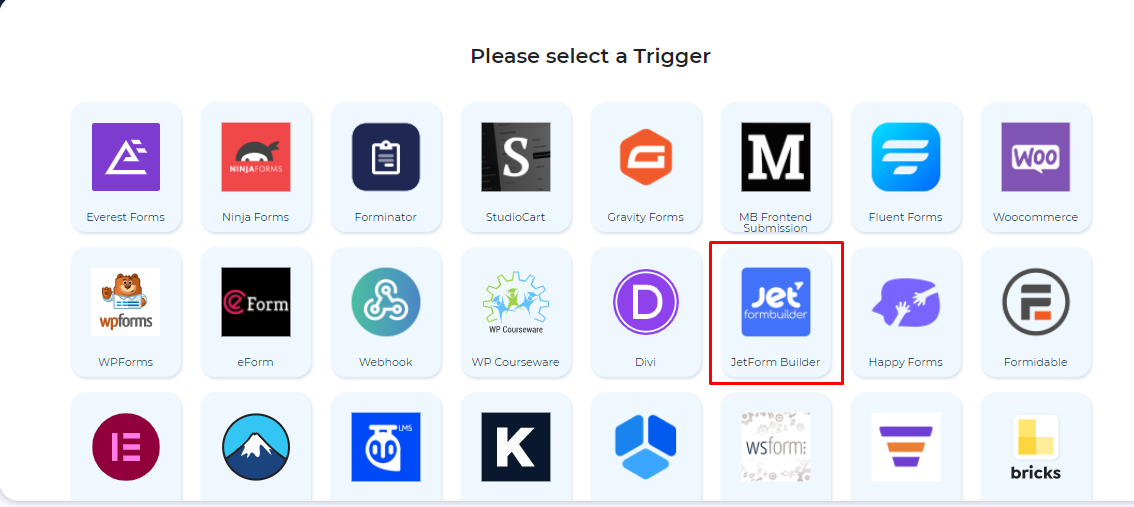 Please select a Trigger
NINJAFORMS
S
M
WOO
Everest Forms
Ninja Forms
Forminator
StudioCart
Gravity Forms
MB Frontend
Submission
Fluent Forms
Woocommerce
wpforms
eForm
WP Courseware
D
Jet
formbuilder
WPForms
eForm
Webhook
WP Courseware
Divi
JetForm Builder
Happy Forms
Formidable
LMS
K
wsform
bricks